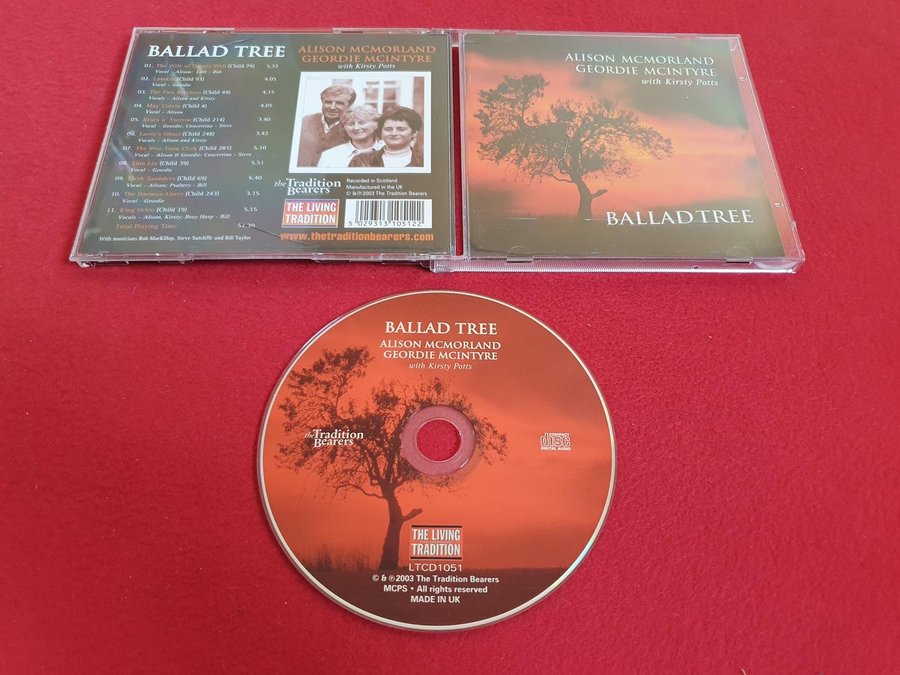 BALLAD TREE
01. The Wife of Ushers Well (Child 79) 5.32
Vocal - Alison; Lute - Rob
02. Lamkin (Child 93) 4.05
Vocal - Geordie
03. The Two Brothers (Child 49) 4.15
Vocals - Alison and Kirsty
04. May Colvin (Child 4) 4.05
Vocal - Alison
05. Braes o' Yarrow (Child 214) 3.40
Vocal - Geordie; Concertina - Steve
(Child 248) 3.42
Vocals - Alison and Kirsty
07. The Wee Toun Clerk (Child 281) 5.10
Vocal - Alison & Geordie; Concertina - Steve
08. Tam Lin (Child 39) 5.51
Vocal - Geordie
09. Clerk Saunders (Child 69) 6.40
Vocal - Alison, Psaltery - Bill
10. The Daemon Lover (Child 243) 3.15
Vocal - Geordie
11. King Orfeo (Child 19) 5.15
Vocals - Alison, Kirsty; Bray Harp - Bill
Total Playing Time 51.30
With musicians Rob MacKillop, Steve Sutcliffe and Bill Taylor
ALISON MCMORLAND
GEORDIE MCINTYRE
with Kirsty Potts
the Tradition
Bearers
Recorded in Scotland
Manufactured in the UK
© & ℗ 2003 The Tradition Bearers
THE LIVING
TRADITION
5 029313 105122
www.thetraditionbearers.com
ALISON MCMORLAND
GEORDIE MCINTYRE
with Kirsty Potts
BALLAD TREE
BALLAD TREE
ALISON MCMORLAND
GEORDIE MCINTYRE
with Kirsty Potts
the Tradition
Bearers
COMPACT
disc
DIGITAL AUDIO
THE LIVING
TRADITION
LTCD1051
© & ℗ 2003 The Tradition Bearers
MCPS • All rights reserved
MADE IN UK